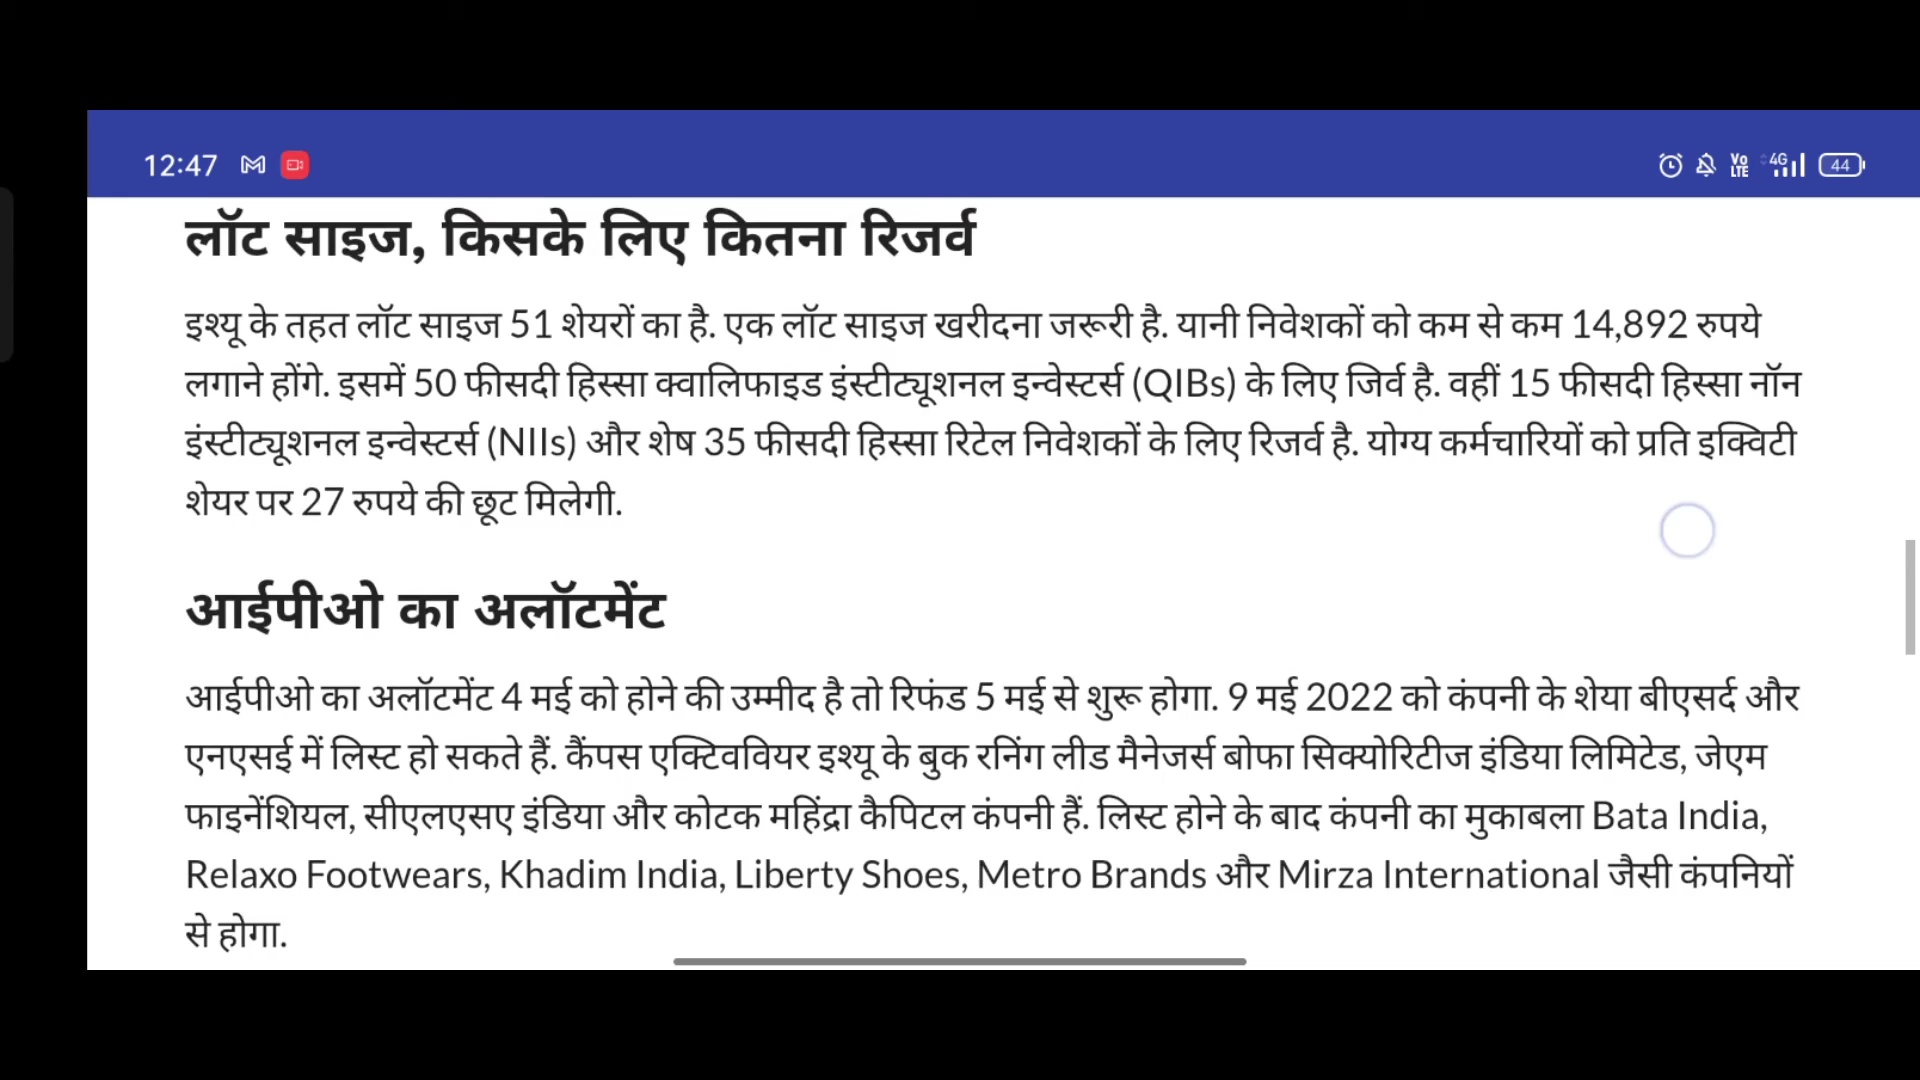 12:47
Vo
LTE
4G
44
लॉट साइज, किसके लिए कितना रिजर्व
इश्यू के तहत लॉट साइज 51 शेयरों का है. एक लॉट साइज खरीदना जरूरी है. यानी निवेशकों को कम से कम 14,892 रुपये
लगाने होंगे. इसमें 50 फीसदी हिस्सा क्वालिफाइड इंस्टीट्यूशनल इन्वेस्टर्स (QIBs) के लिए जिर्व है. वहीं 15 फीसदी हिस्सा नॉन
इंस्टीट्यूशनल इन्वेस्टर्स (NIIs) और शेष 35 फीसदी हिस्सा रिटेल निवेशकों के लिए रिजर्व है. योग्य कर्मचारियों को प्रति इक्विटी
शेयर पर 27 रुपये की छूट मिलेगी.
आईपीओ का अलॉटमेंट
आईपीओ का अलॉटमेंट 4 मई को होने की उम्मीद है तो रिफंड 5 मई से शुरू होगा. 9 मई 2022 को कंपनी के शेया बीएसर्द और
एनएसई में लिस्ट हो सकते हैं. कैंपस एक्टिववियर इश्यू के बुक रनिंग लीड मैनेजर्स बोफा सिक्योरिटीज इंडिया लिमिटेड, जेएम
फाइनेंशियल, सीएलएसए इंडिया और कोटक महिंद्रा कैपिटल कंपनी हैं. लिस्ट होने के बाद कंपनी का मुकाबला Bata India,
Relaxo Footwears, Khadim India, Liberty Shoes, Metro Brands और Mirza International जैसी कंपनियों
से होगा.